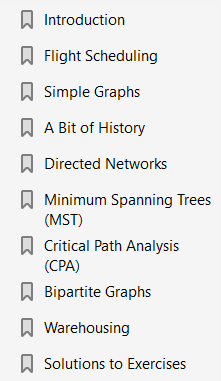 Introduction
Flight Scheduling
Simple Graphs
A Bit of History
Directed Networks
Minimum Spanning Trees
(MST)
Critical Path Analysis
(CPA)
Bipartite Graphs
Warehousing
Solutions to Exercises